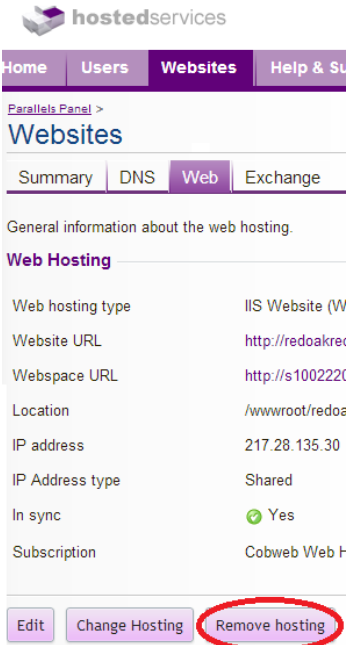 hostedservices
Home Users Websites Help & Su
Parallels Panel >
Websites
Summary DNS Web Exchange
General information about the web hosting.
Web Hosting
Web hosting type IIS Website (W
Website URL http://redoakred
Webspace URL http://s1002220
Location /wwwroot/redoa
IP address 217.28.135.30
IP Address type Shared
In sync Yes
Subscription Cobweb Web H
Edit Change Hosting Remove hosting